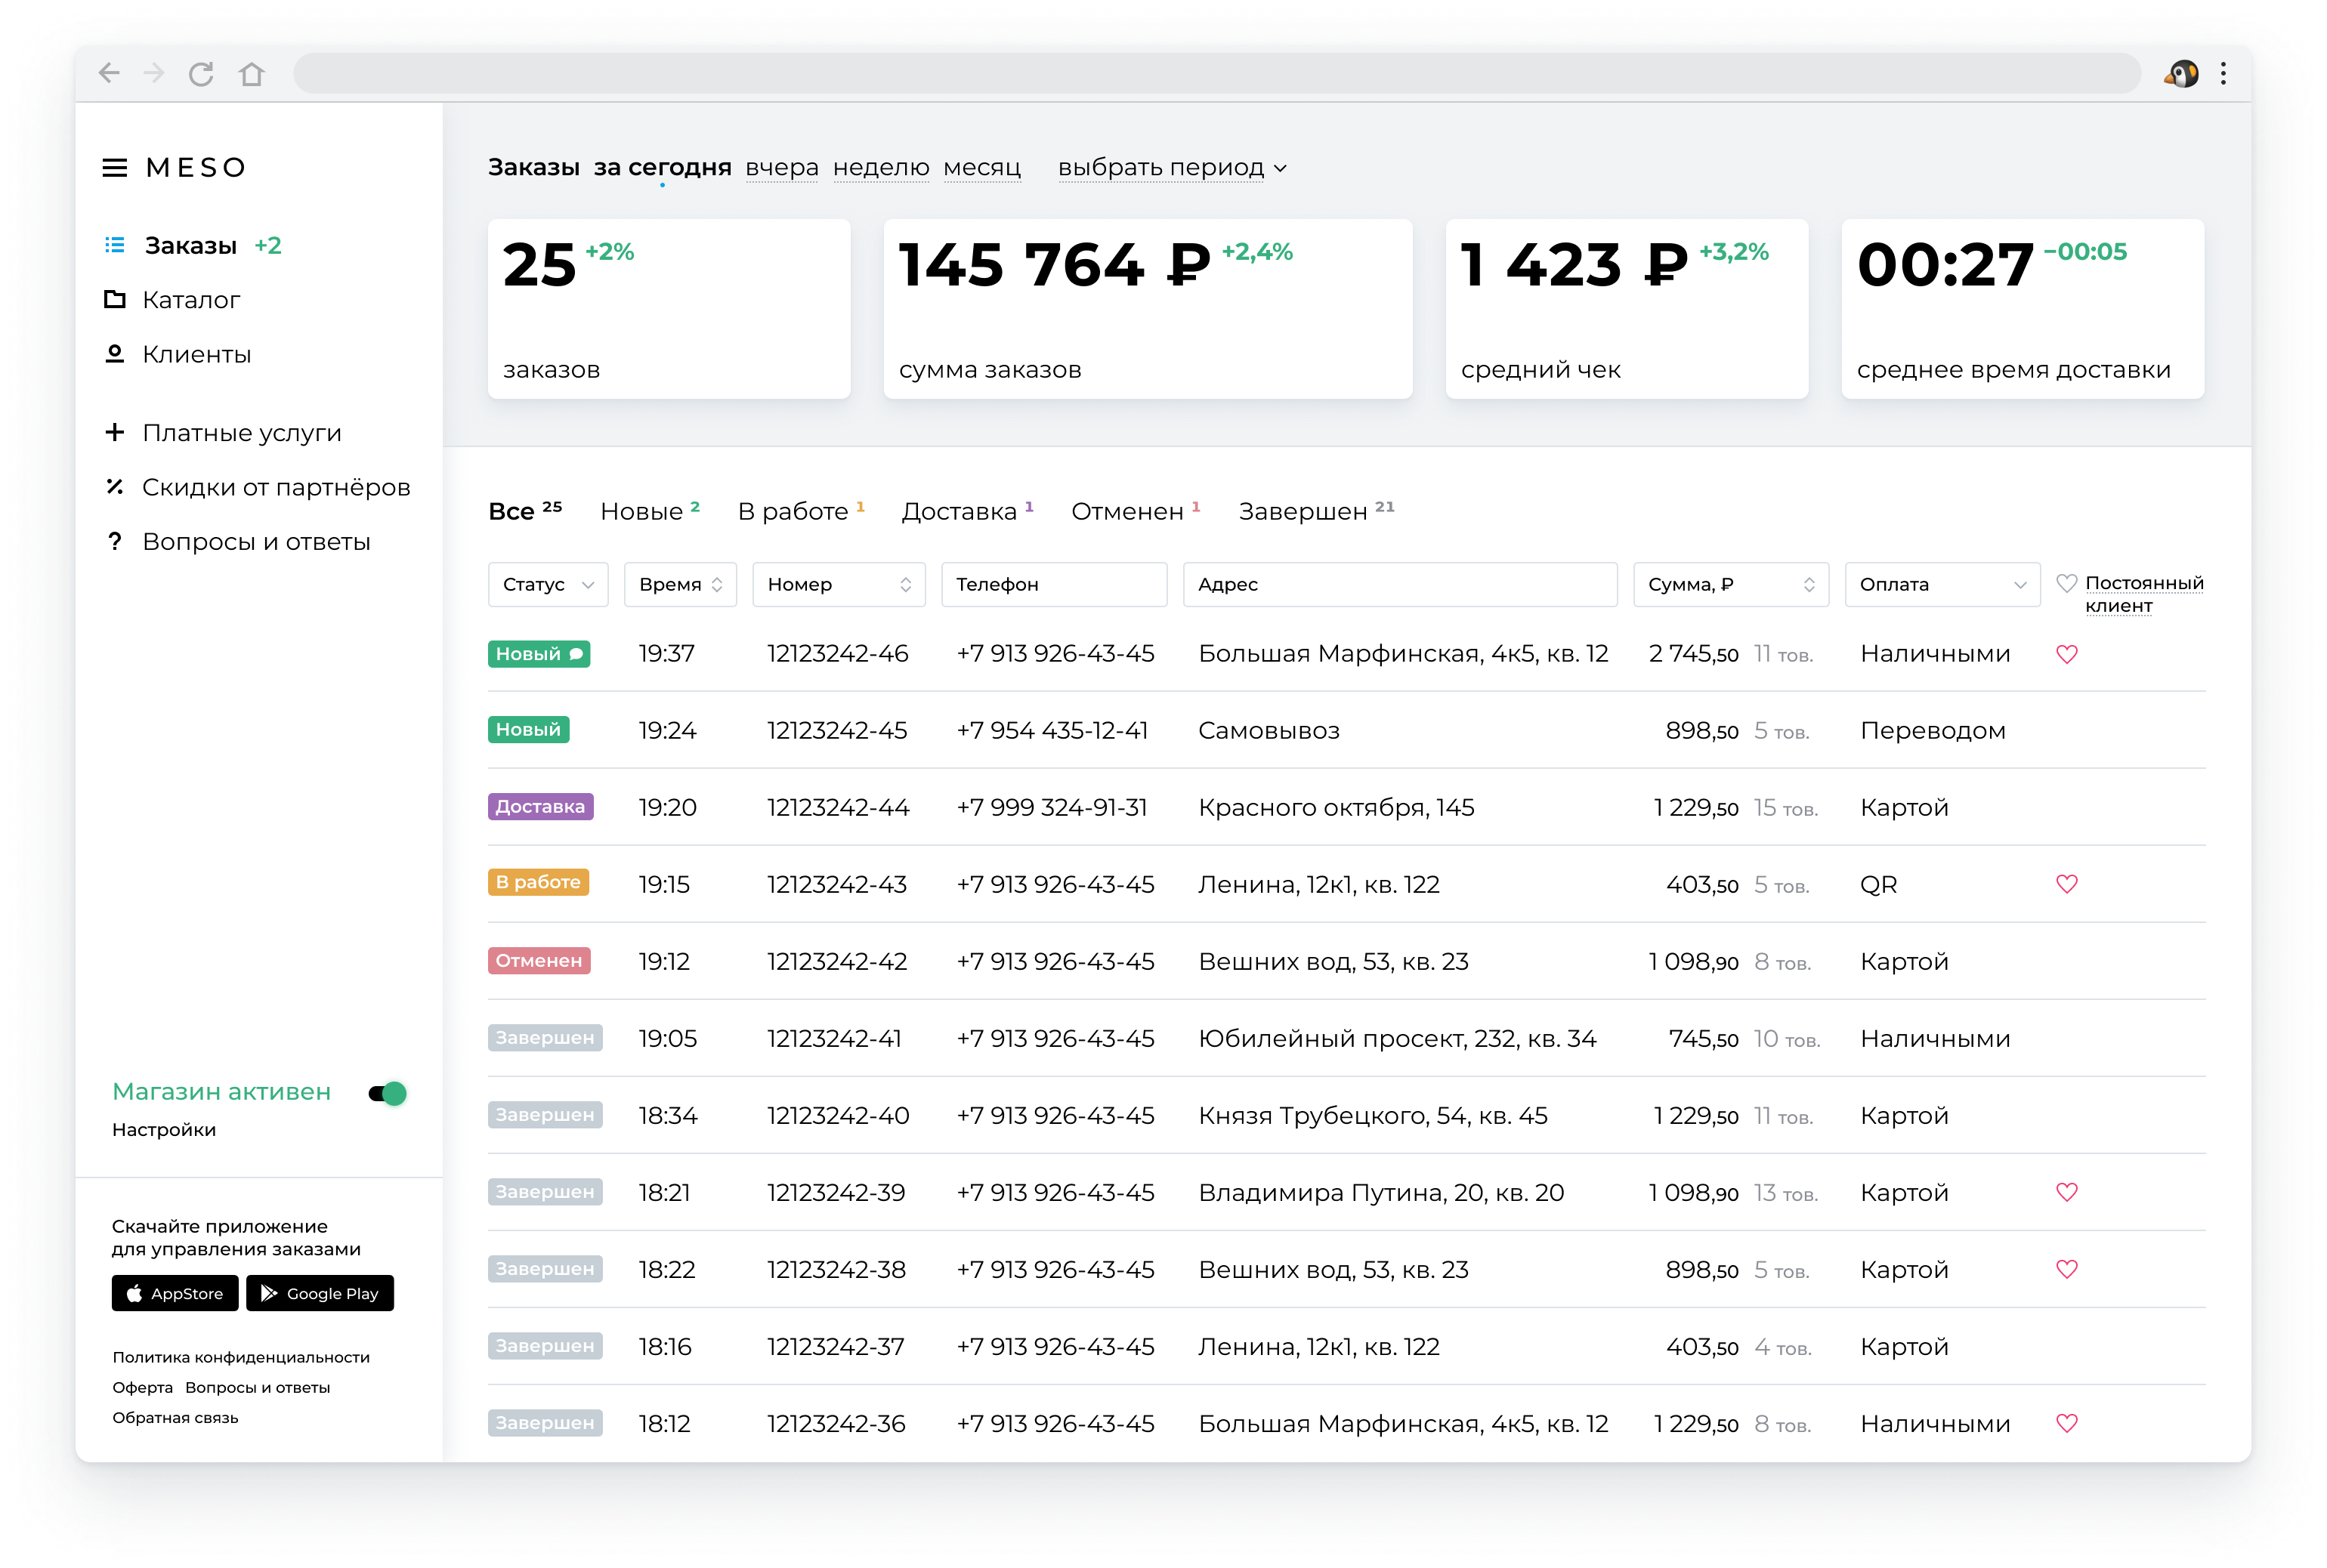 MESO
Заказы +2
Каталог
Клиенты
Платные услуги
Скидки от партнёров
? Вопросы и ответы
Магазин активен
Настройки
Скачайте приложение
для управления заказами
AppStore Google Play
Политика конфиденциальности
Оферта Вопросы и ответы
Обратная связь
Заказы за сегодня вчера неделю месяц выбрать период
25 +2%
заказов
145 764 ₽ +2,4%
сумма заказов
1 423 ₽ +3,2%
средний чек
00:27 −00:05
среднее время доставки
Все 25 Новые 2 В работе 1 Доставка 1 Отменен 1 Завершен 21
Статус Время Номер Телефон Адрес Сумма, ₽ Оплата Постоянный
клиент
Новый 19:37 12123242-46 +7 913 926-43-45 Большая Марфинская, 4к5, кв. 12 2 745,50 11 тов. Наличными
Новый 19:24 12123242-45 +7 954 435-12-41 Самовывоз 898,50 5 тов. Переводом
Доставка 19:20 12123242-44 +7 999 324-91-31 Красного октября, 145 1 229,50 15 тов. Картой
В работе 19:15 12123242-43 +7 913 926-43-45 Ленина, 12к1, кв. 122 403,50 5 тов. QR
Отменен 19:12 12123242-42 +7 913 926-43-45 Вешних вод, 53, кв. 23 1 098,90 8 тов. Картой
Завершен 19:05 12123242-41 +7 913 926-43-45 Юбилейный просект, 232, кв. 34 745,50 10 тов. Наличными
Завершен 18:34 12123242-40 +7 913 926-43-45 Князя Трубецкого, 54, кв. 45 1 229,50 11 тов. Картой
Завершен 18:21 12123242-39 +7 913 926-43-45 Владимира Путина, 20, кв. 20 1 098,90 13 тов. Картой
Завершен 18:22 12123242-38 +7 913 926-43-45 Вешних вод, 53, кв. 23 898,50 5 тов. Картой
Завершен 18:16 12123242-37 +7 913 926-43-45 Ленина, 12к1, кв. 122 403,50 4 тов. Картой
Завершен 18:12 12123242-36 +7 913 926-43-45 Большая Марфинская, 4к5, кв. 12 1 229,50 8 тов. Наличными